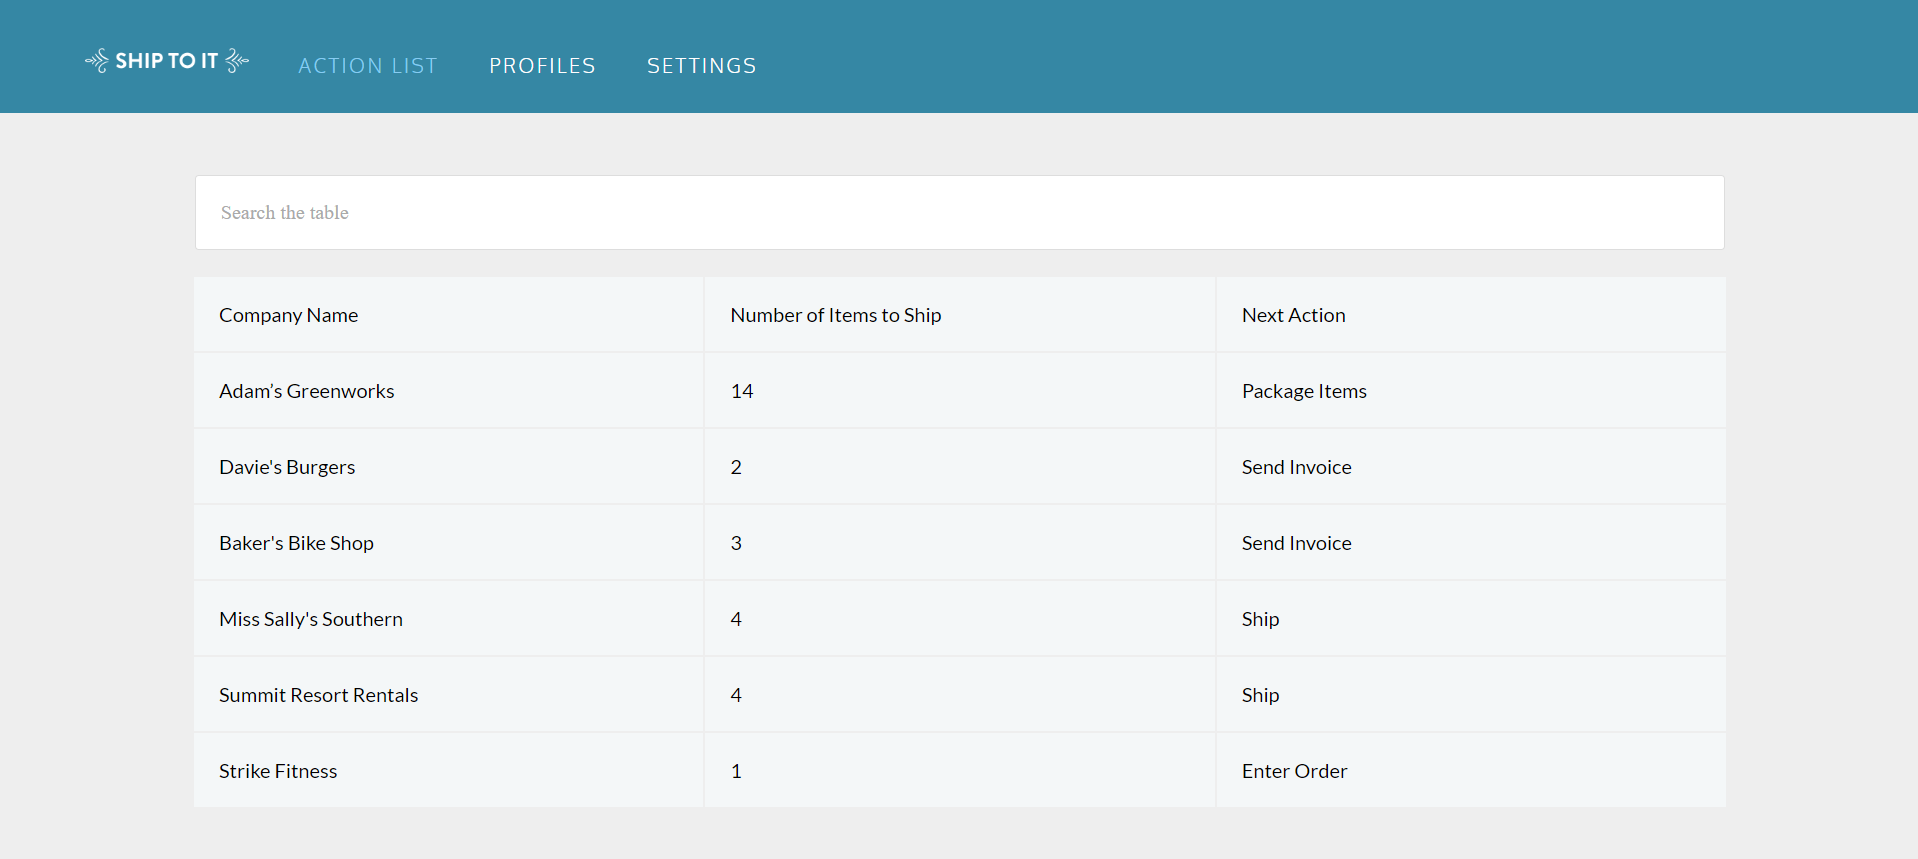 SHIP TO IT
ACTION LIST PROFILES SETTINGS
Search the table
Company Name Number of Items to Ship Next Action
Adam’s Greenworks 14 Package Items
Davie's Burgers 2 Send Invoice
Baker's Bike Shop 3 Send Invoice
Miss Sally's Southern 4 Ship
Summit Resort Rentals 4 Ship
Strike Fitness 1 Enter Order